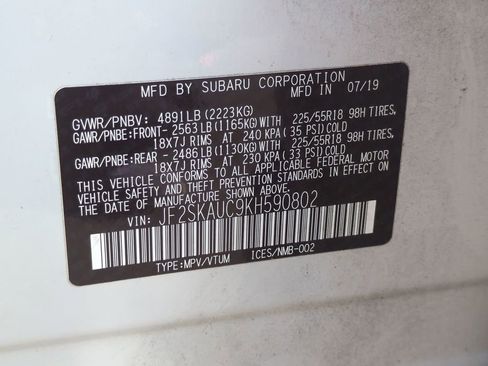 MFD BY SUBARU CORPORATION
MFD IN 07/19
GVWR/PNBV: 4891LB (2223KG)
GAWR/PNBE:FRONT- 2563LB(1165KG)WITH 225/55R18 98H TIRES,
18X7J RIMS AT 240 KPA(35 PSI)COLD
GAWR/PNBE:REAR - 2486LB(1130KG)WITH 225/55R18 98H TIRES,
18X7J RIMS AT 230 KPA(33 PSI)COLD
THIS VEHICLE CONFORMS TO ALL APPLICABLE FEDERAL MOTOR
VEHICLE SAFETY AND THEFT PREVENTION STANDARDS IN EFFECT ON
THE DATE OF MANUFACTURE SHOWN ABOVE.
VIN: JF2SKAUC9KH590802
TYPE:MPV/VTUM ICES/NMB-002